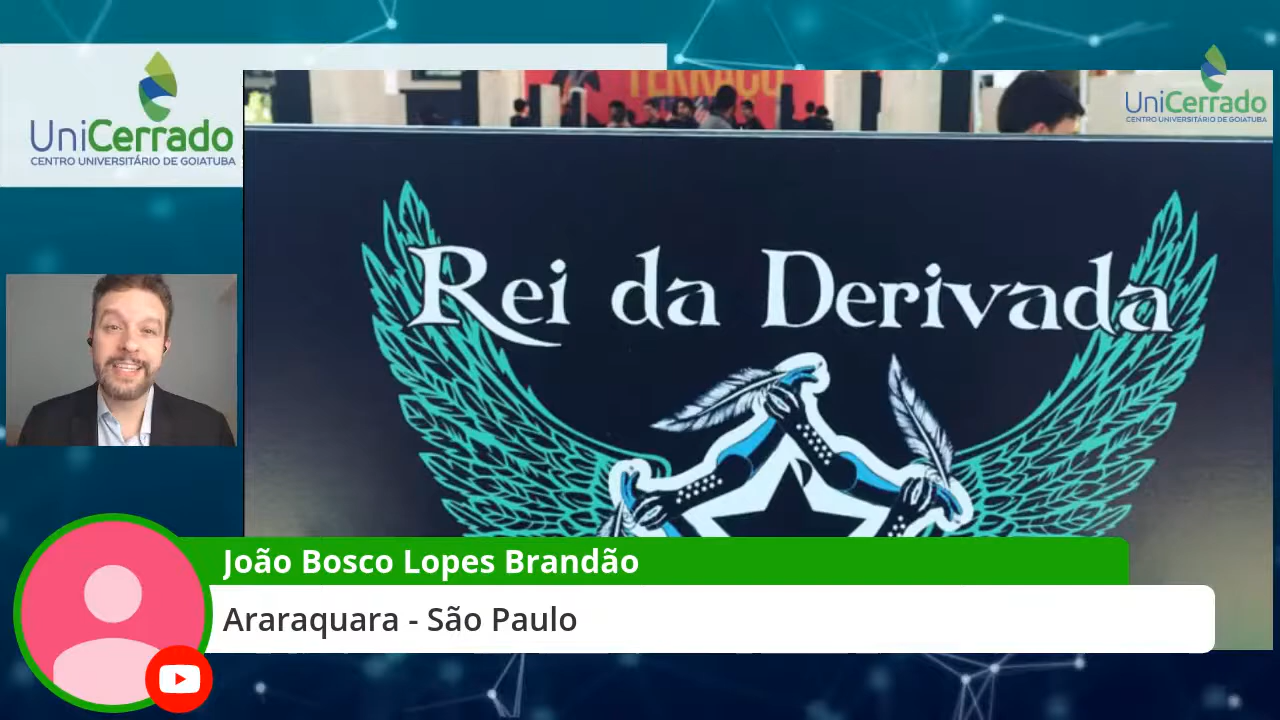 UniCerrado
CENTRO UNIVERSITÁRIO DE GOIATUBA
TERRAÇO
UniCerrado
CENTRO UNIVERSITÁRIO DE GOIATUBA
Rei da Derivada
João Bosco Lopes Brandão
Araraquara - São Paulo